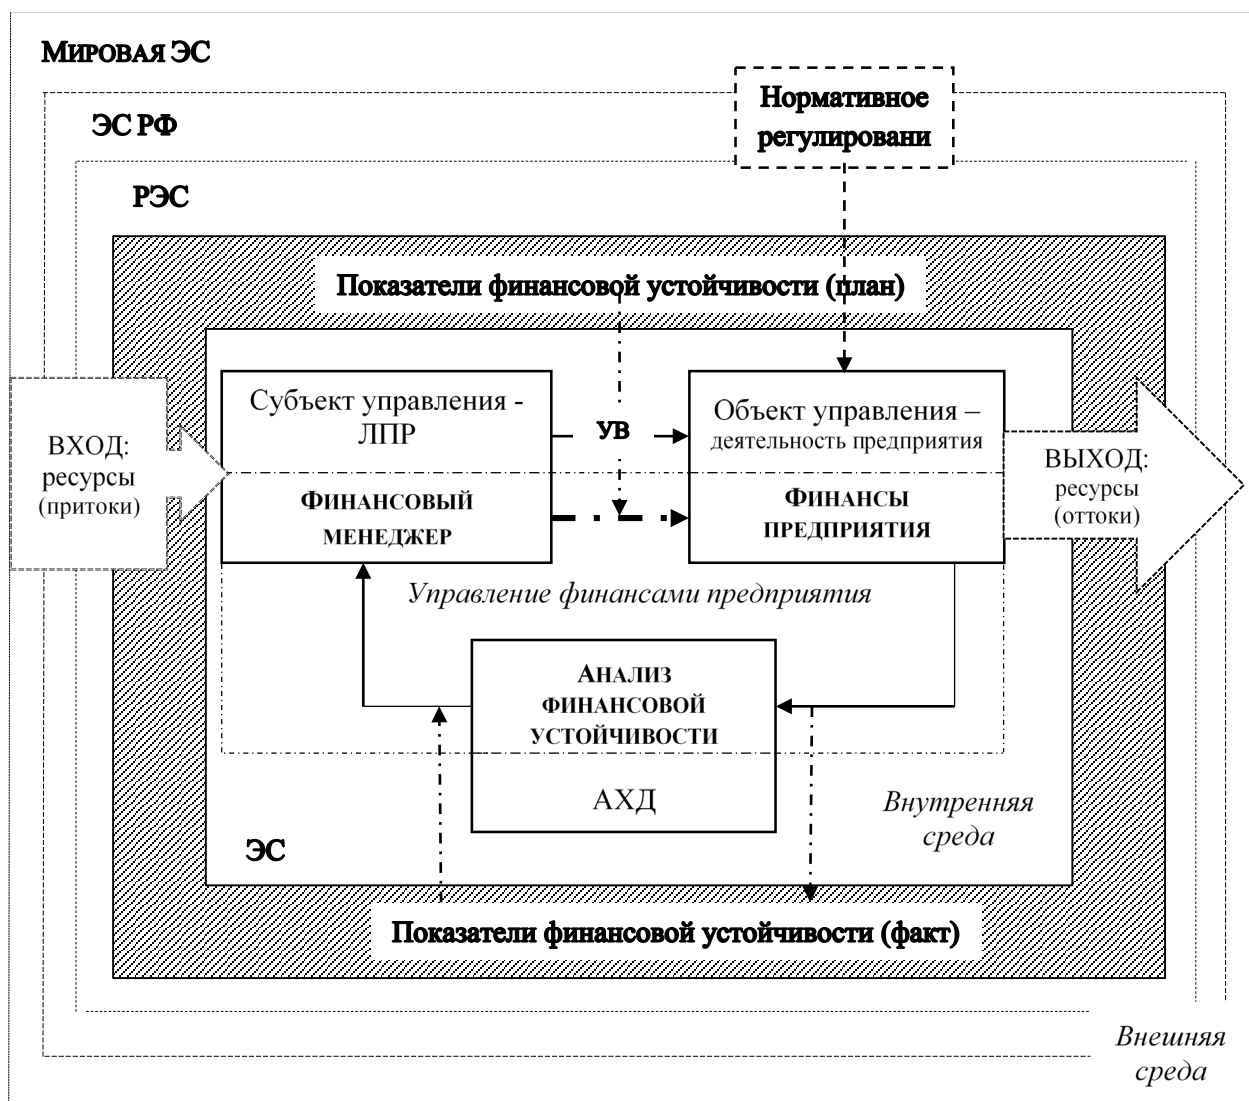 МИРОВАЯ ЭС
Нормативное
регулировани
ЭС РФ
РЭС
Показатели финансовой устойчивости (план)
Субъект управления -
ЛПР
УВ
Объект управления –
деятельность предприятия
ВХОД:
ресурсы
(притоки)
ФИНАНСОВЫЙ
МЕНЕДЖЕР
ФИНАНСЫ
ПРЕДПРИЯТИЯ
ВЫХОД:
ресурсы
(оттоки)
Управление финансами предприятия
АНАЛИЗ
ФИНАНСОВОЙ
УСТОЙЧИВОСТИ
АХД
Внутренняя
среда
ЭС
Показатели финансовой устойчивости (факт)
Внешняя
среда